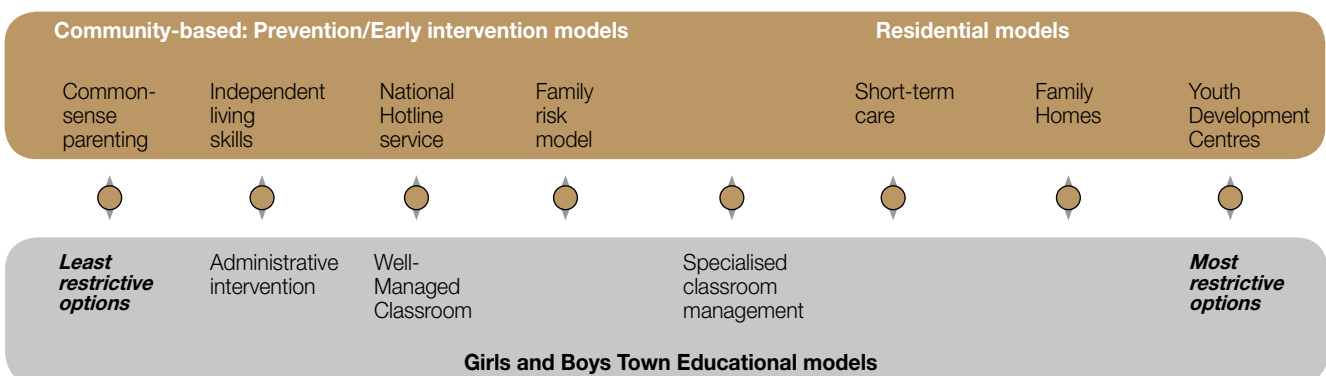 Community-based: Prevention/Early intervention models
Residential models
Common-
sense
parenting
Independent
living
skills
National
Hotline
service
Family
risk
model
Short-term
care
Family
Homes
Youth
Development
Centres
Least
restrictive
options
Administrative
intervention
Well-
Managed
Classroom
Specialised
classroom
management
Most
restrictive
options
Girls and Boys Town Educational models